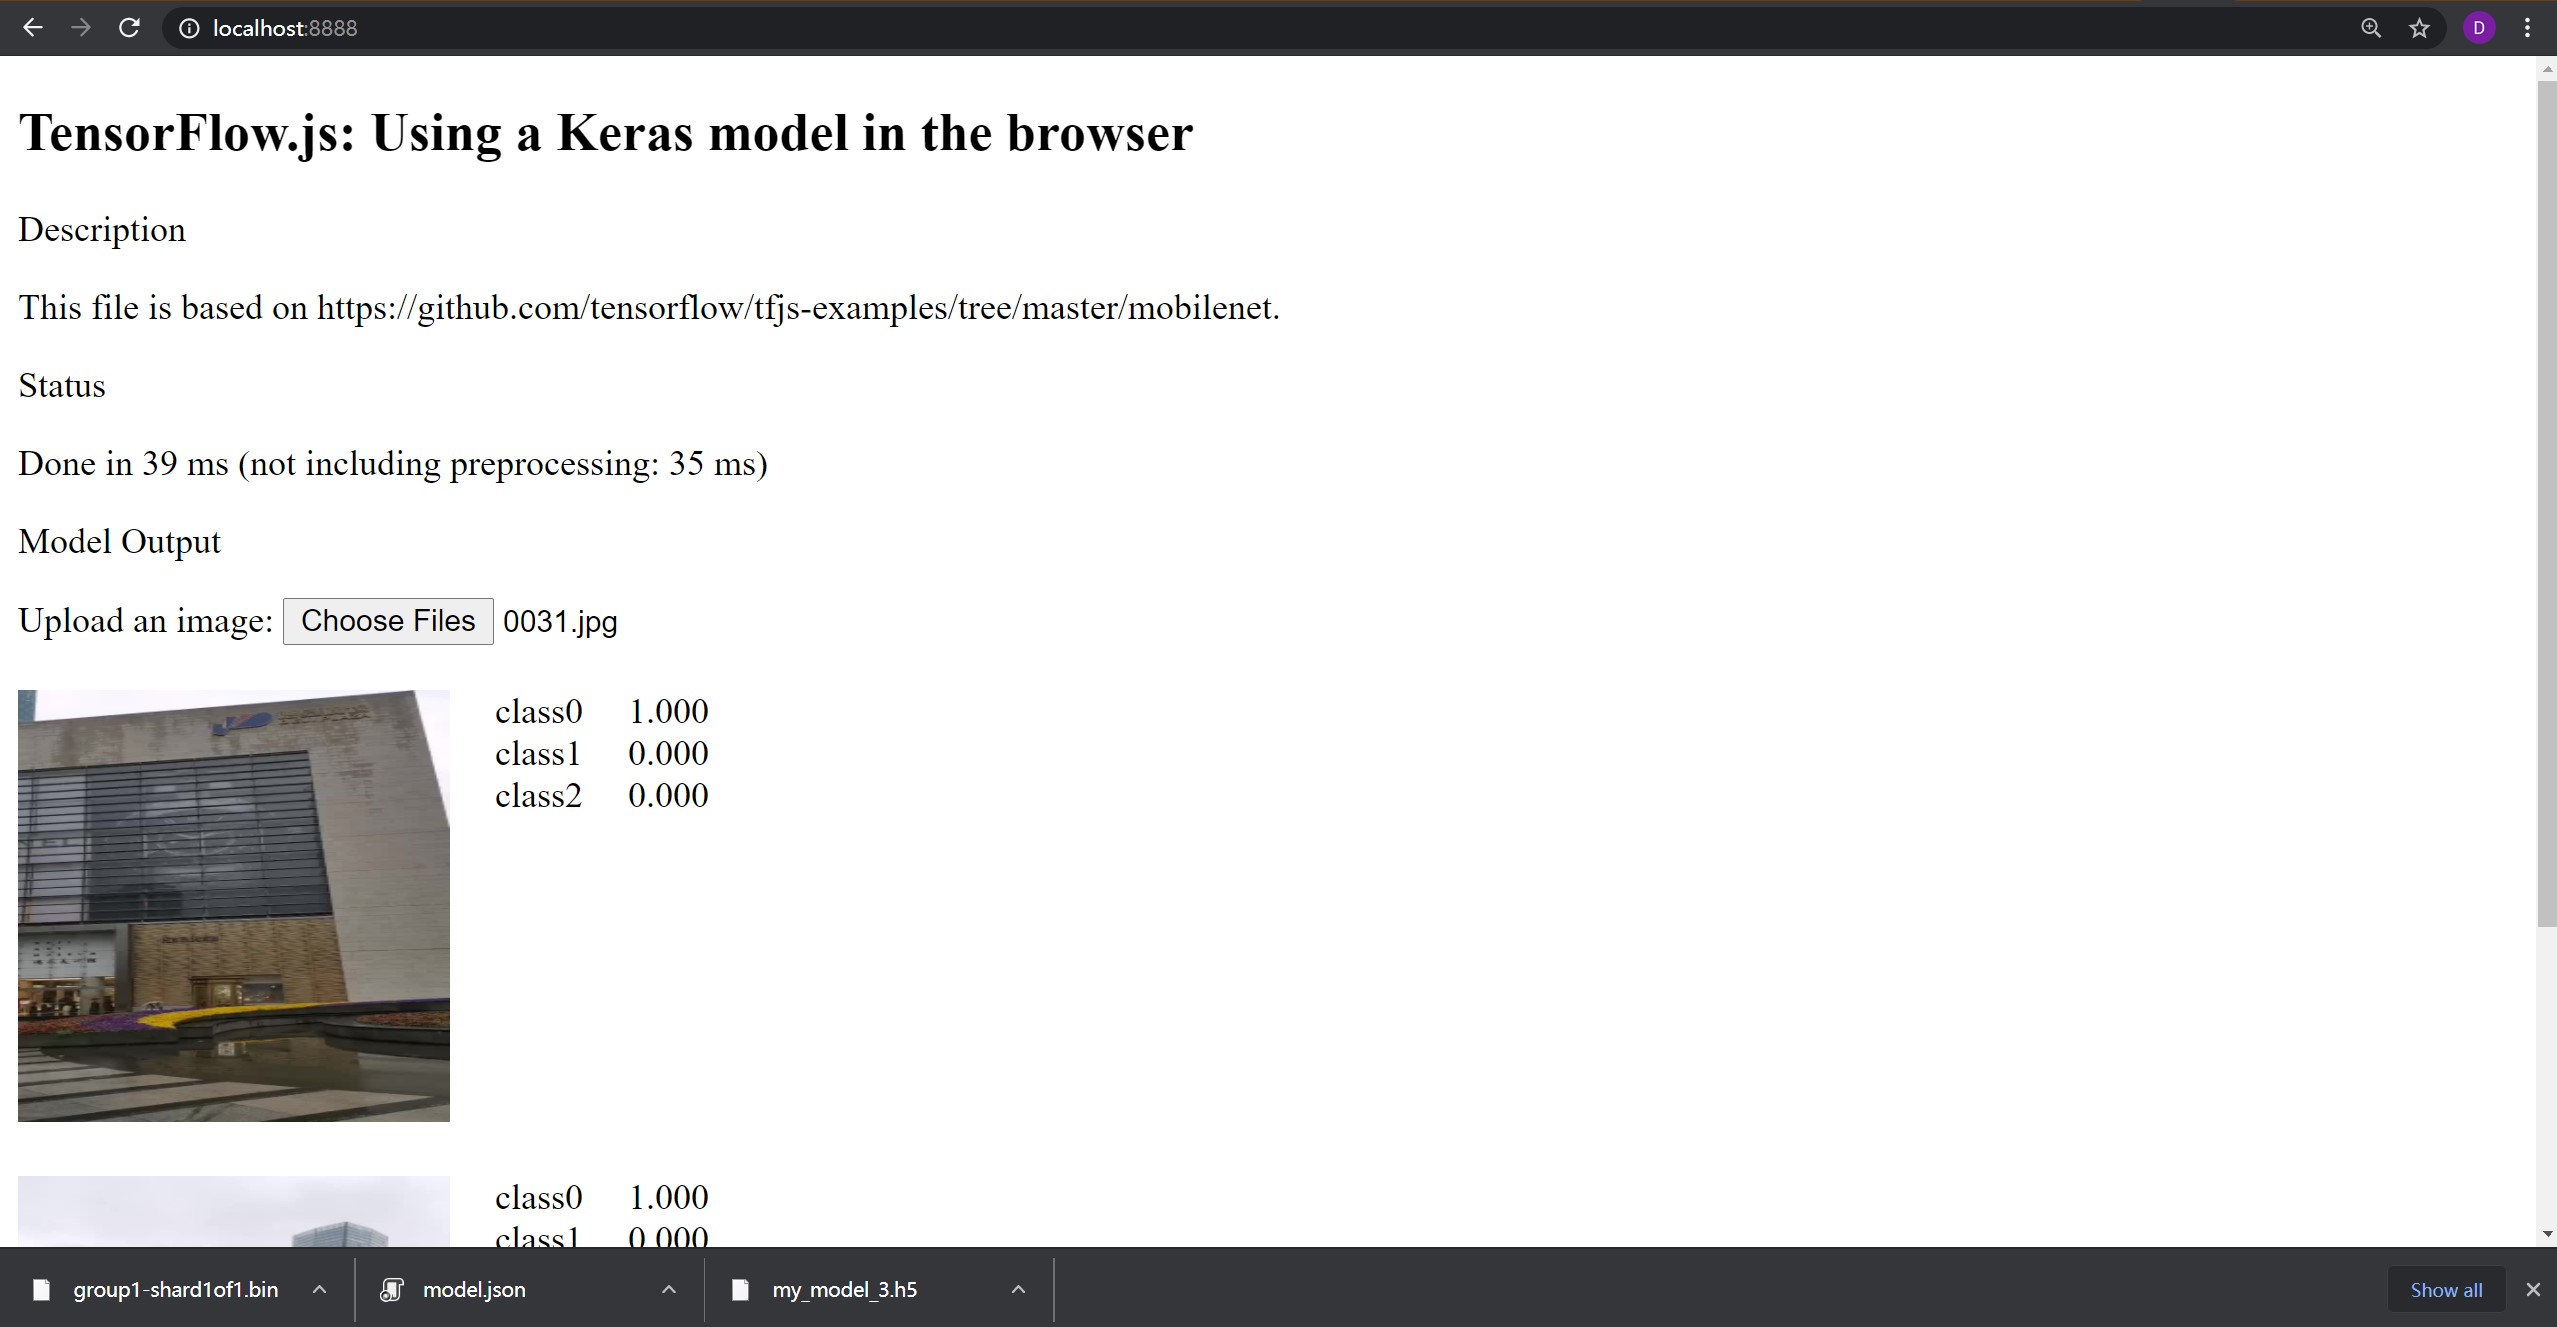 localhost:8888
D
TensorFlow.js: Using a Keras model in the browser
Description
This file is based on https://github.com/tensorflow/tfjs-examples/tree/master/mobilenet.
Status
Done in 39 ms (not including preprocessing: 35 ms)
Model Output
Upload an image: Choose Files 0031.jpg
class0 1.000
class1 0.000
class2 0.000
class0 1.000
class1 0.000
group1-shard1of1.bin
model.json
my_model_3.h5
Show all